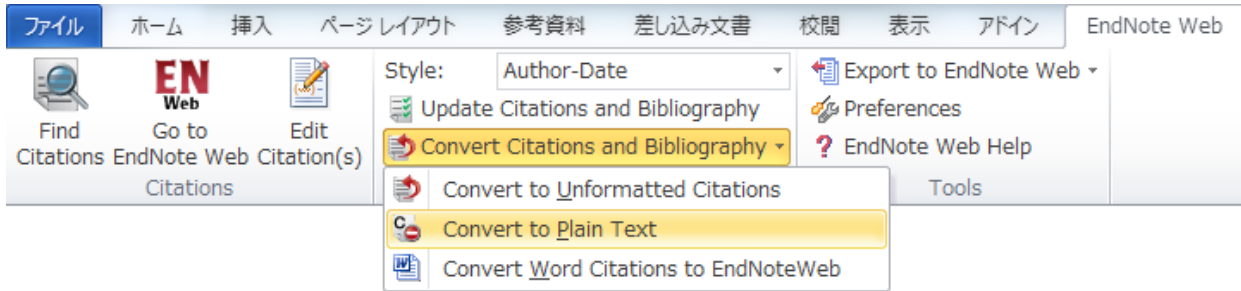 ファイル ホーム 挿入 ページ レイアウト 参考資料 差し込み文書 校閲 表示 アドイン EndNote Web
EN
Web
Find
Citations
Go to
EndNote Web
Edit
Citation(s)
Citations
Style: Author-Date
Update Citations and Bibliography
Convert Citations and Bibliography
Convert to Unformatted Citations
Convert to Plain Text
Convert Word Citations to EndNoteWeb
Export to EndNote Web
Preferences
? EndNote Web Help
Tools